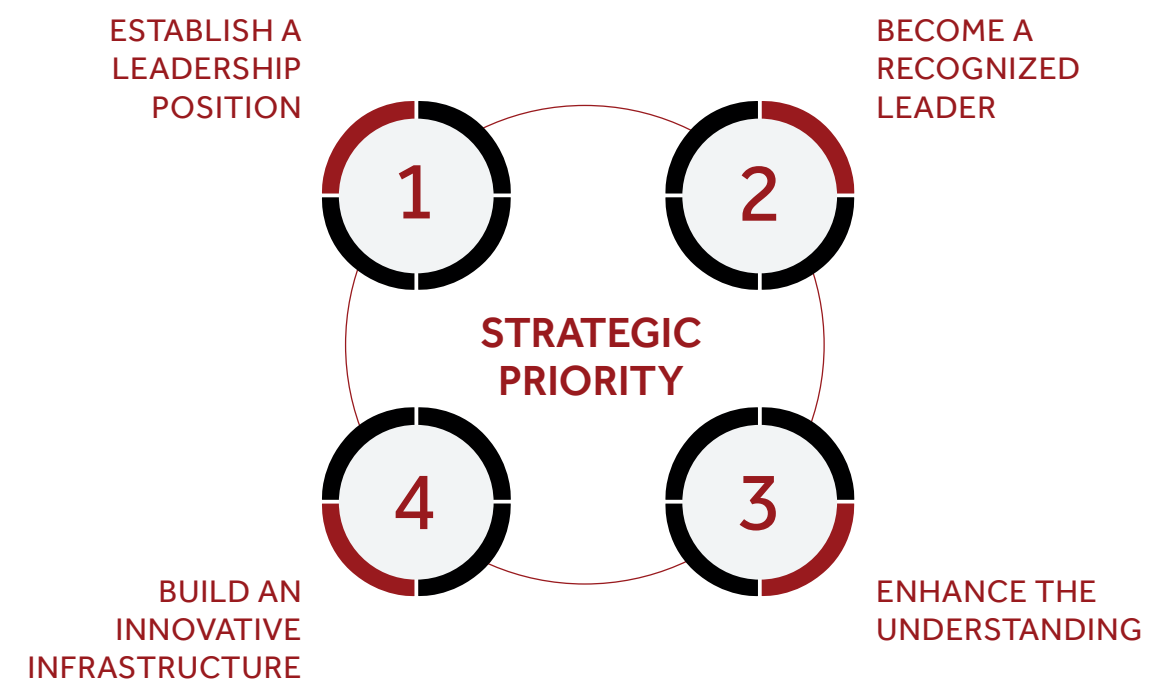 ESTABLISH A
LEADERSHIP
POSITION
1
BECOME A
RECOGNIZED
LEADER
2
STRATEGIC
PRIORITY
4
BUILD AN
INNOVATIVE
INFRASTRUCTURE
3
ENHANCE THE
UNDERSTANDING